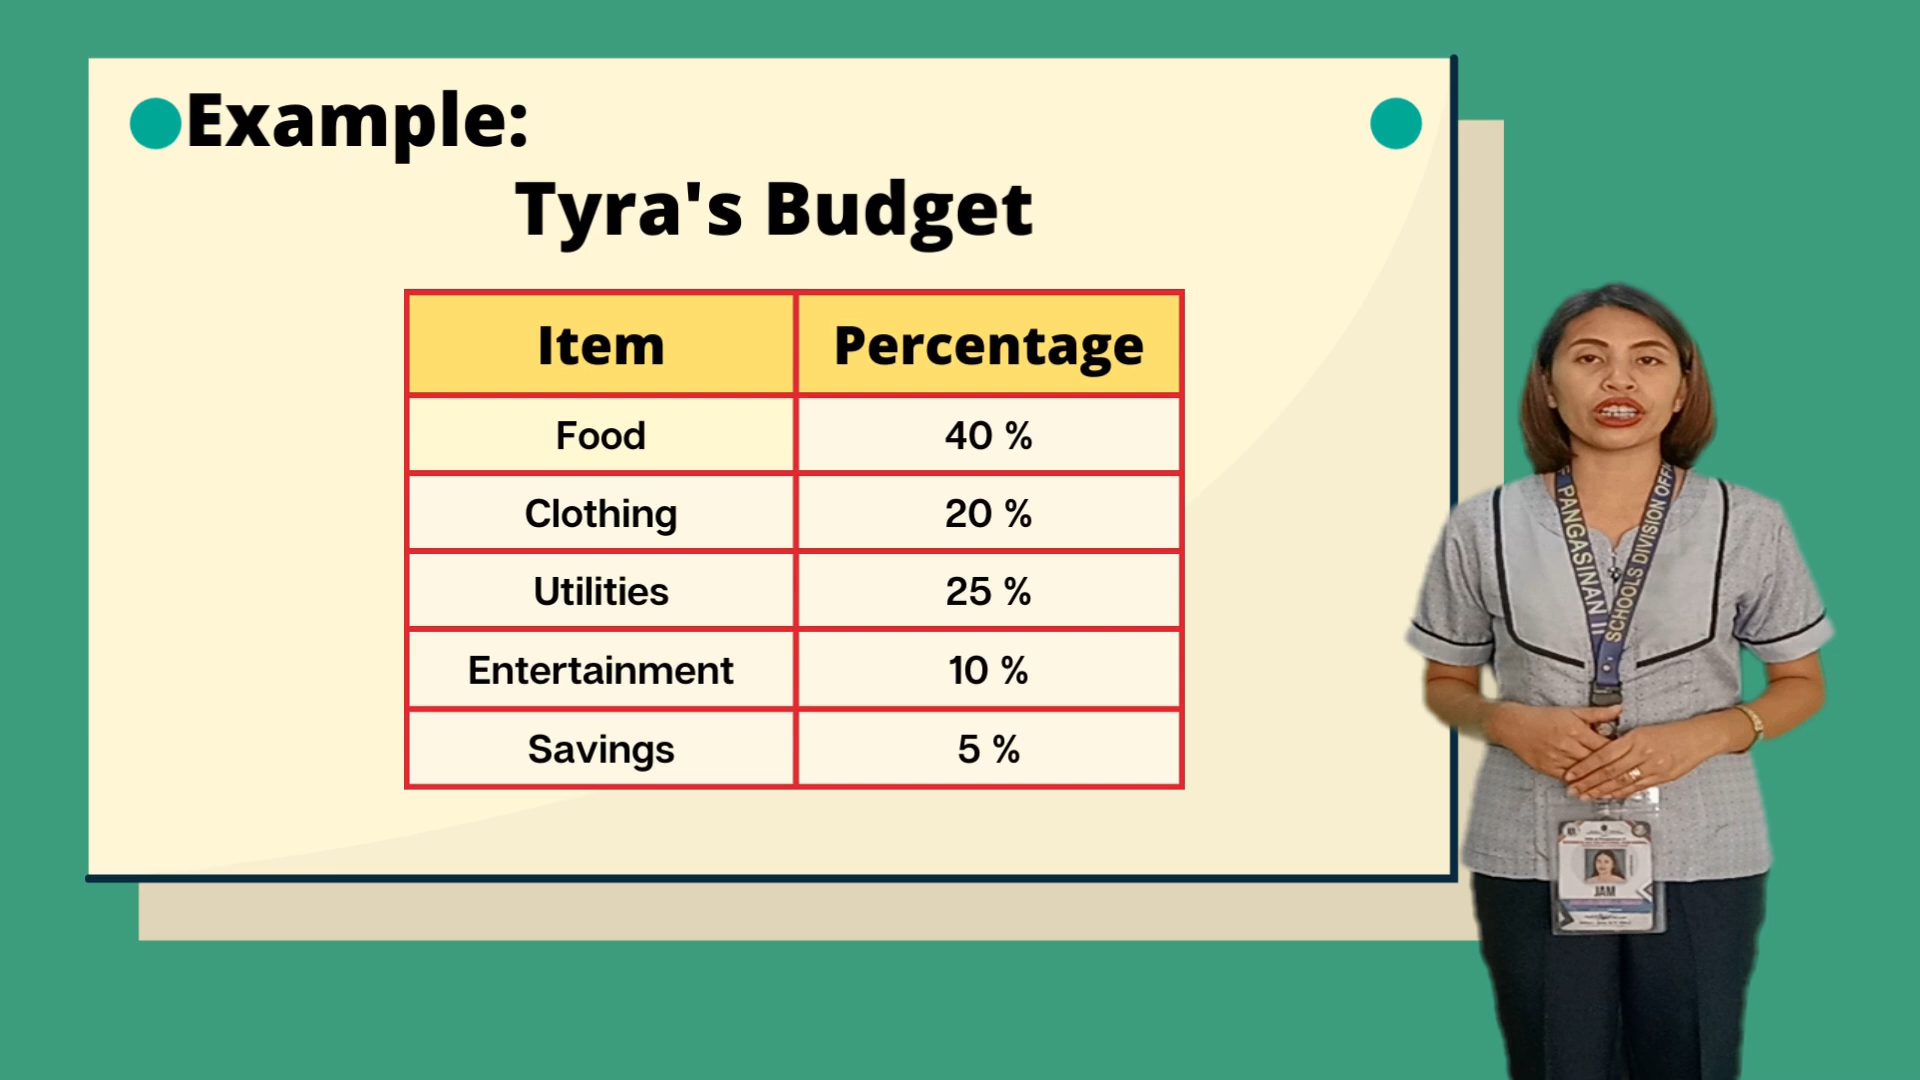 Example:
Tyra's Budget
Item Percentage
Food 40 %
Clothing 20 %
Utilities 25 %
Entertainment 10 %
Savings 5 %
PANGASINAN II
SCHOOLS DIVISION OFFI
JAM